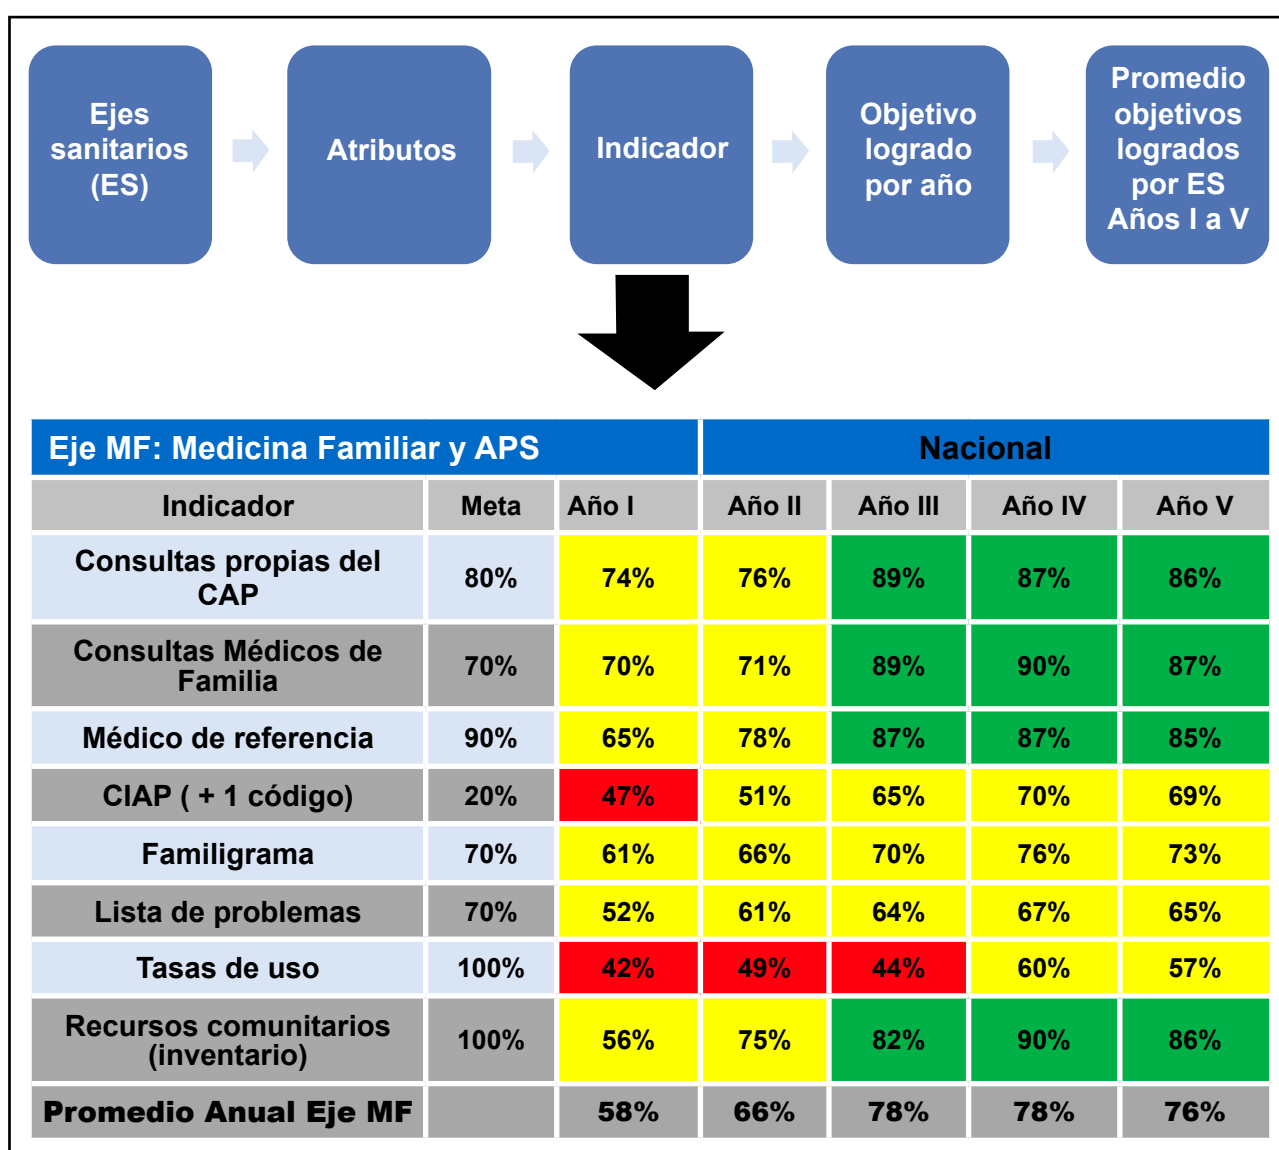 Ejes
sanitarios
(ES)
Atributos
Indicador
Objetivo
logrado
por año
Promedio
objetivos
logrados
por ES
Años I a V
Eje MF: Medicina Familiar y APS Nacional
Indicador Meta Año I Año II Año III Año IV Año V
Consultas propias del
CAP 80% 74% 76% 89% 87% 86%
Consultas Médicos de
Familia 70% 70% 71% 89% 90% 87%
Médico de referencia 90% 65% 78% 87% 87% 85%
CIAP ( + 1 código) 20% 47% 51% 65% 70% 69%
Familigrama 70% 61% 66% 70% 76% 73%
Lista de problemas 70% 52% 61% 64% 67% 65%
Tasas de uso 100% 42% 49% 44% 60% 57%
Recursos comunitarios
(inventario) 100% 56% 75% 82% 90% 86%
Promedio Anual Eje MF 58% 66% 78% 78% 76%